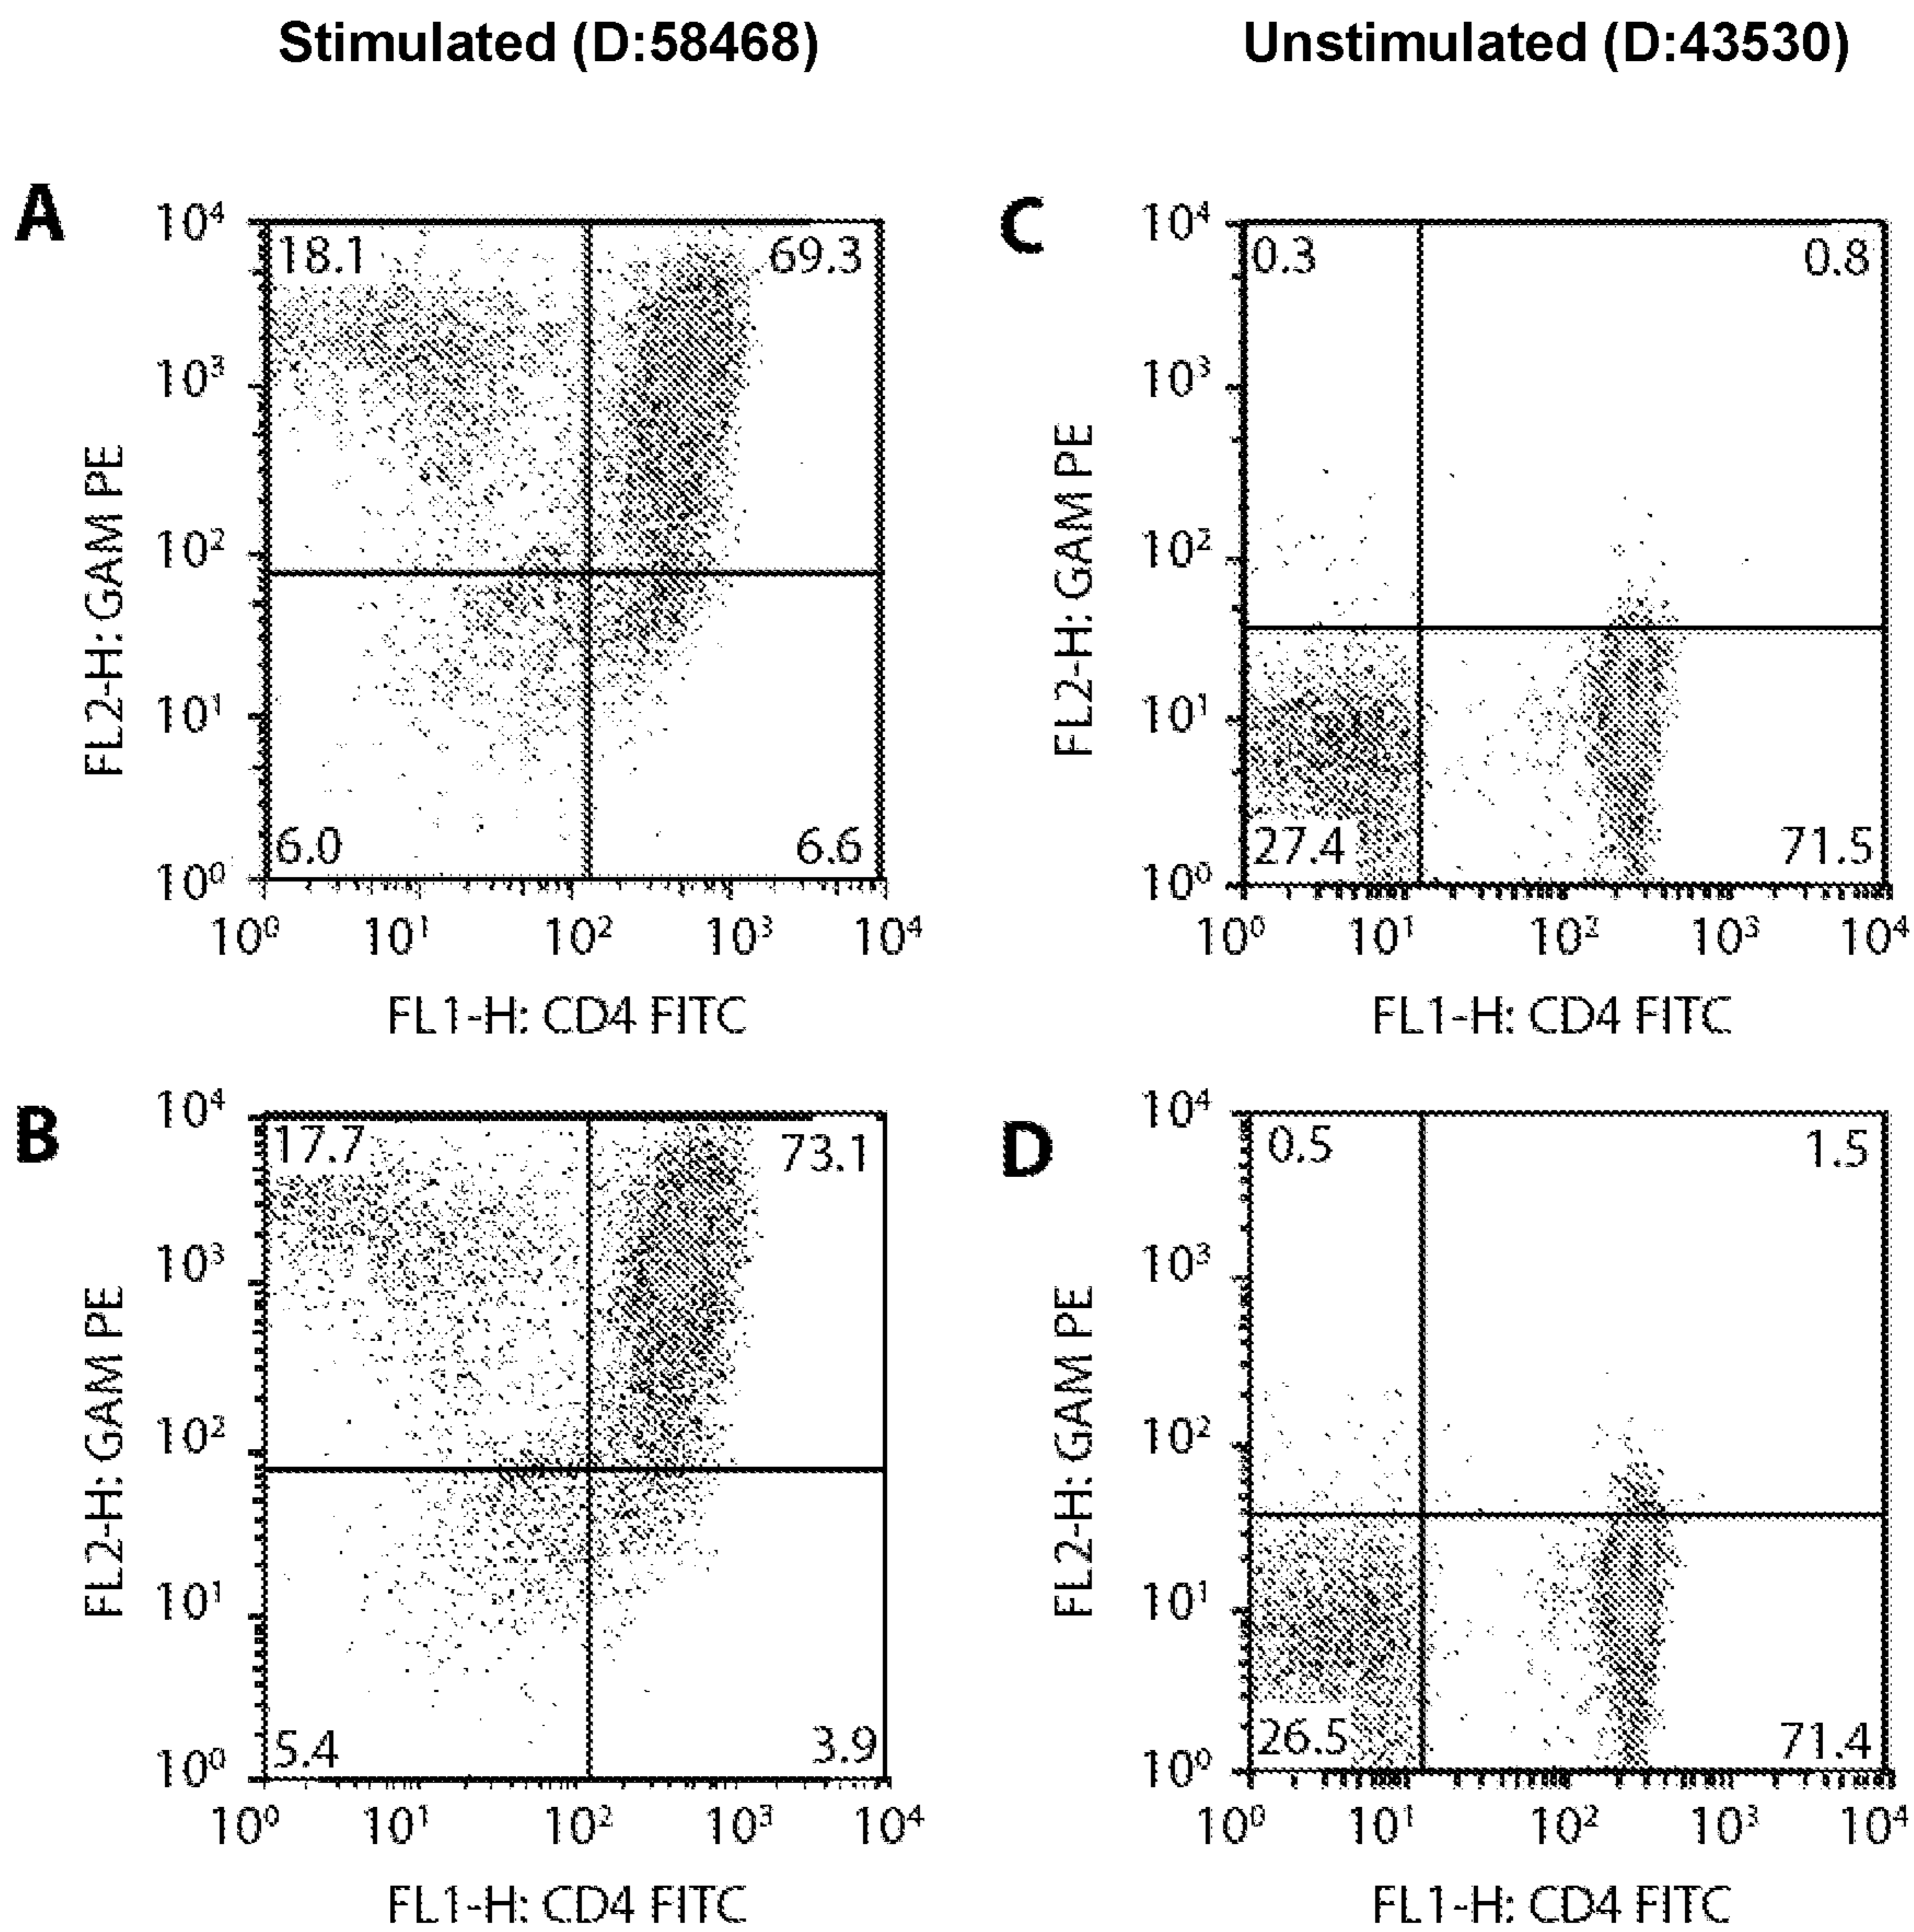 Stimulated (D:58468)
Unstimulated (D:43530)
A
10⁴
10³
10²
10¹
10⁰
FL2-H: GAM PE
18.1
69.3
6.0
6.6
10⁰ 10¹ 10² 10³ 10⁴
FL1-H: CD4 FITC
C
10⁴
10³
10²
10¹
10⁰
FL2-H: GAM PE
0.3
0.8
27.4
71.5
10⁰ 10¹ 10² 10³ 10⁴
FL1-H: CD4 FITC
B
10⁴
10³
10²
10¹
10⁰
FL2-H: GAM PE
17.7
73.1
5.4
3.9
10⁰ 10¹ 10² 10³ 10⁴
FL1-H: CD4 FITC
D
10⁴
10³
10²
10¹
10⁰
FL2-H: GAM PE
0.5
1.5
26.5
71.4
10⁰ 10¹ 10² 10³ 10⁴
FL1-H: CD4 FITC